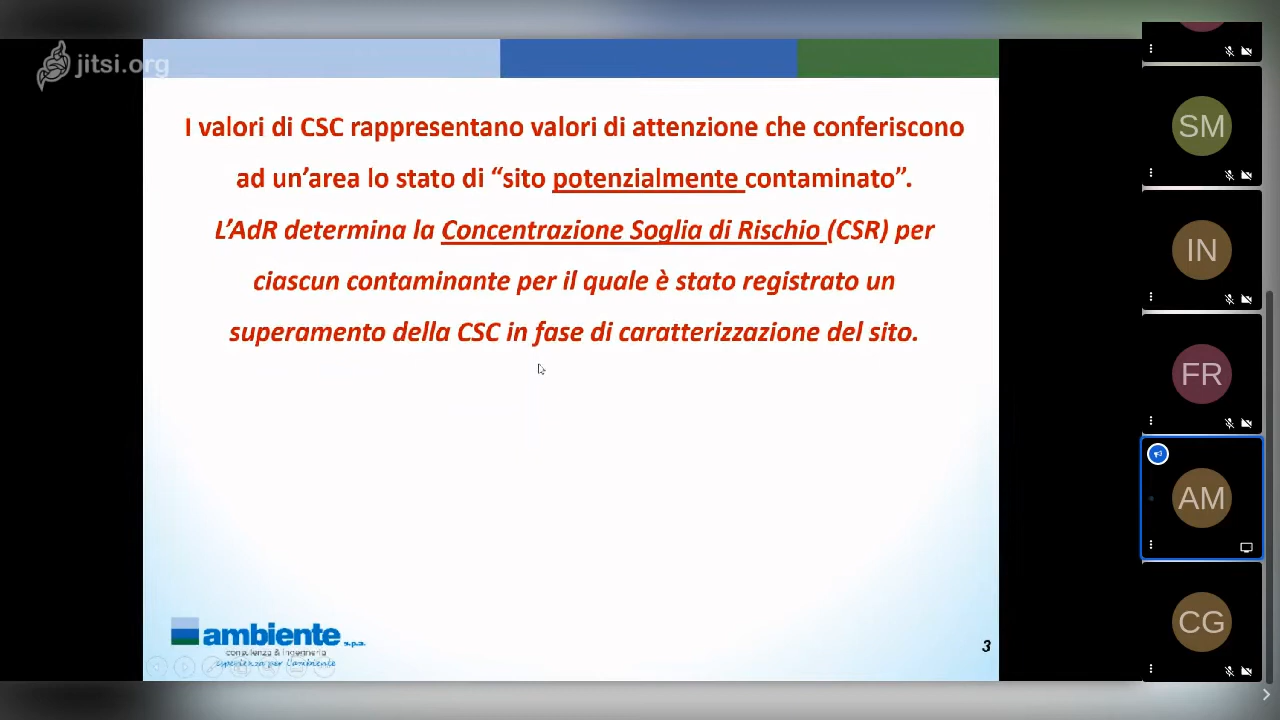 jitsi.org
I valori di CSC rappresentano valori di attenzione che conferiscono
ad un’area lo stato di “sito potenzialmente contaminato”.
L’AdR determina la Concentrazione Soglia di Rischio (CSR) per
ciascun contaminante per il quale è stato registrato un
superamento della CSC in fase di caratterizzazione del sito.
ambiente s.p.a.
consulenza & ingegneria
esperienza per l'ambiente
3
SM
IN
FR
AM
CG